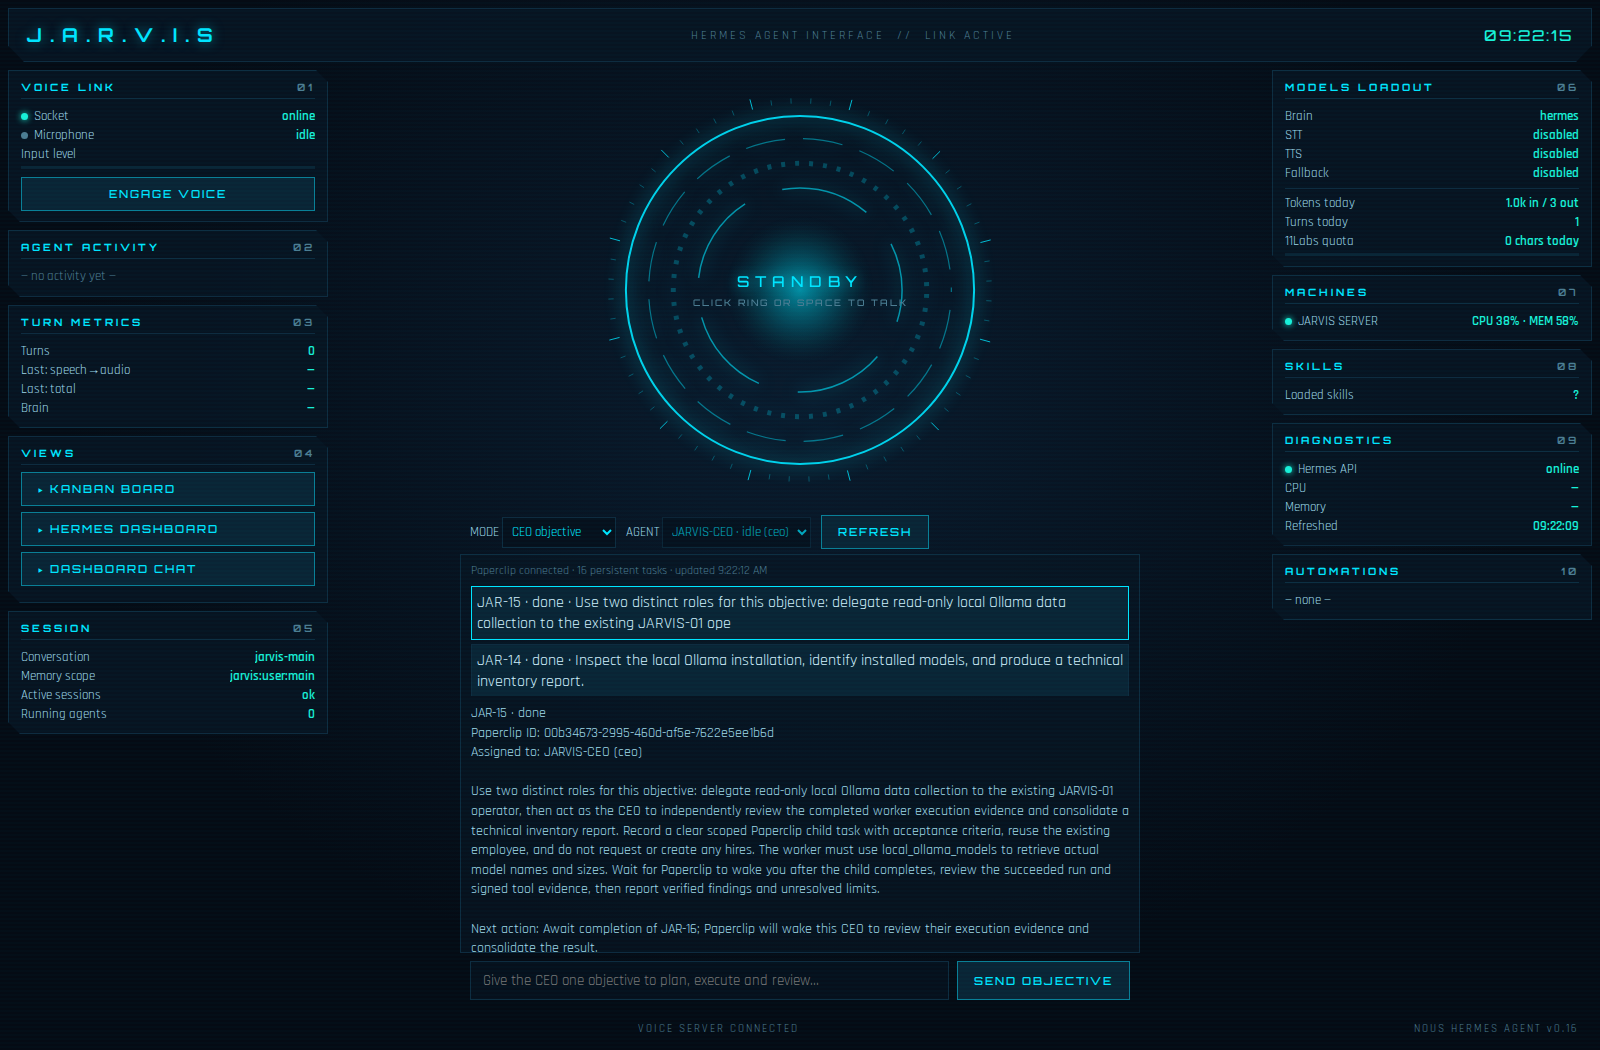 J.A.R.V.I.S
HERMES AGENT INTERFACE // LINK ACTIVE
09:22:15
VOICE LINK 01
Socket online
Microphone idle
Input level
ENGAGE VOICE
AGENT ACTIVITY 02
– no activity yet –
TURN METRICS 03
Turns 0
Last: speech→audio –
Last: total –
Brain –
VIEWS 04
▸ KANBAN BOARD
▸ HERMES DASHBOARD
▸ DASHBOARD CHAT
SESSION 05
Conversation jarvis-main
Memory scope jarvis:user:main
Active sessions ok
Running agents 0
STANDBY
CLICK RING OR SPACE TO TALK
MODE CEO objective AGENT JARVIS-CEO · idle (ceo) REFRESH
Paperclip connected · 16 persistent tasks · updated 9:22:12 AM
JAR-15 · done · Use two distinct roles for this objective: delegate read-only local Ollama data
collection to the existing JARVIS-01 ope
JAR-14 · done · Inspect the local Ollama installation, identify installed models, and produce a technical
inventory report.
JAR-15 · done
Paperclip ID: 00b34673-2995-460d-af5e-7622e5ee1b6d
Assigned to: JARVIS-CEO (ceo)
Use two distinct roles for this objective: delegate read-only local Ollama data collection to the existing JARVIS-01
operator, then act as the CEO to independently review the completed worker execution evidence and consolidate a
technical inventory report. Record a clear scoped Paperclip child task with acceptance criteria, reuse the existing
employee, and do not request or create any hires. The worker must use local_ollama_models to retrieve actual
model names and sizes. Wait for Paperclip to wake you after the child completes, review the succeeded run and
signed tool evidence, then report verified findings and unresolved limits.
Next action: Await completion of JAR-16; Paperclip will wake this CEO to review their execution evidence and
consolidate the result.
Give the CEO one objective to plan, execute and review...
SEND OBJECTIVE
MODELS LOADOUT 06
Brain hermes
STT disabled
TTS disabled
Fallback disabled
Tokens today 1.0k in / 3 out
Turns today 1
11Labs quota 0 chars today
MACHINES 07
JARVIS SERVER CPU 38% · MEM 58%
SKILLS 08
Loaded skills ?
DIAGNOSTICS 09
Hermes API online
CPU –
Memory –
Refreshed 09:22:09
AUTOMATIONS 10
– none –
VOICE SERVER CONNECTED
NOUS HERMES AGENT v0.16